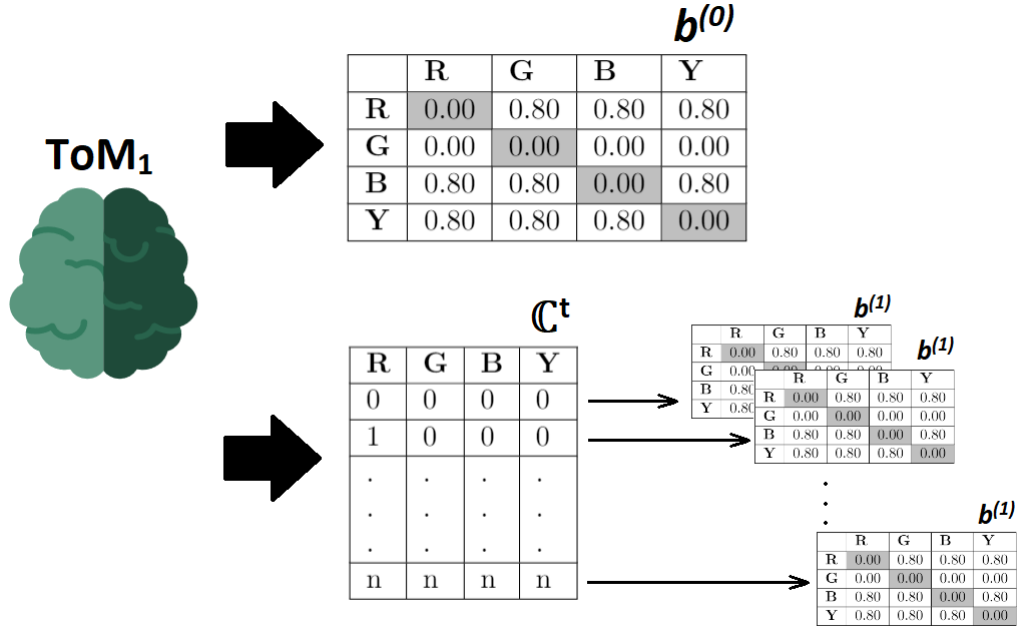 ToM₁
b⁽⁰⁾
R G B Y
R 0.00 0.80 0.80 0.80
G 0.00 0.00 0.00 0.00
B 0.80 0.80 0.00 0.80
Y 0.80 0.80 0.80 0.00
ℂᵗ
R G B Y
0 0 0 0
1 0 0 0
. . . .
. . . .
. . . .
n n n n
b⁽¹⁾
R G B Y
R 0.00 0.80 0.80 0.80
G 0.00
B 0.80
Y 0.80
b⁽¹⁾
R G B Y
R 0.00 0.80 0.80 0.80
G 0.00 0.00 0.00 0.00
B 0.80 0.80 0.00 0.80
Y 0.80 0.80 0.80 0.00
.
.
.
b⁽¹⁾
R G B Y
R 0.00 0.80 0.80 0.80
G 0.00 0.00 0.00 0.00
B 0.80 0.80 0.00 0.80
Y 0.80 0.80 0.80 0.00